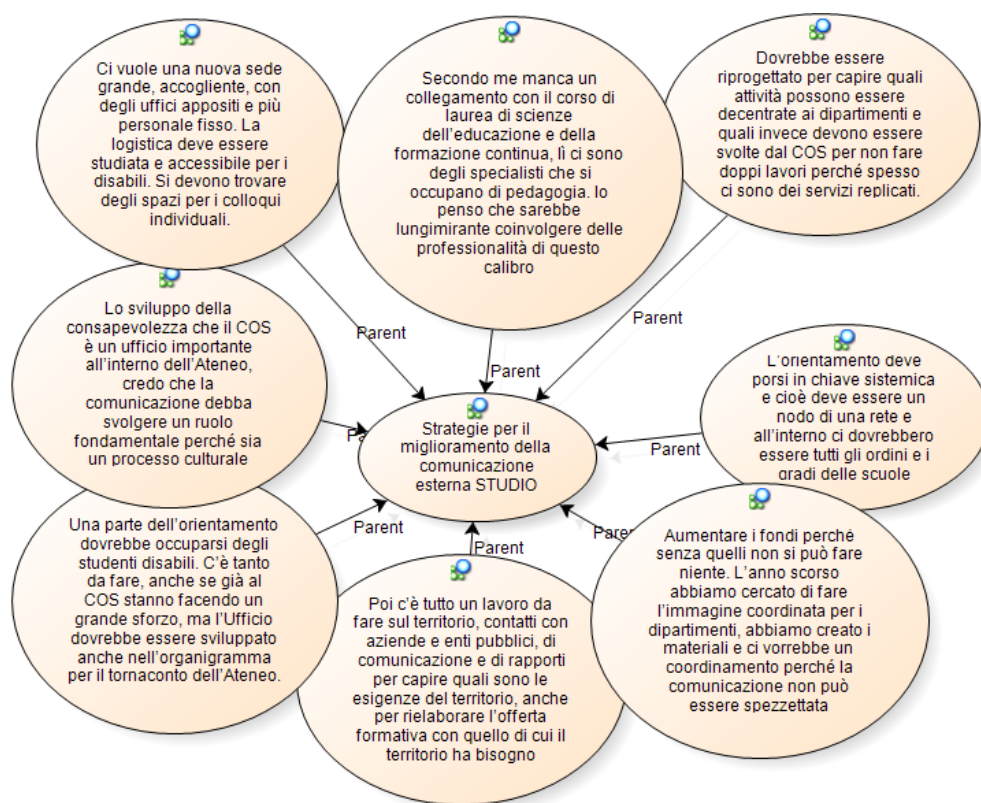 Ci vuole una nuova sede
grande, accogliente, con
degli uffici appositi e più
personale fisso. La
logistica deve essere
studiata e accessibile per i
disabili. Si devono trovare
degli spazi per i colloqui
individuali.
Secondo me manca un
collegamento con il corso di
laurea di scienze
dell'educazione e della
formazione continua, lì ci sono
degli specialisti che si
occupano di pedagogia. Io
penso che sarebbe
lungimirante coinvolgere delle
professionalità di questo
calibro
Dovrebbe essere
riprogettato per capire quali
attività possono essere
decentrate ai dipartimenti e
quali invece devono essere
svolte dal COS per non fare
doppi lavori perché spesso
ci sono dei servizi replicati.
Parent
Parent
Parent
Lo sviluppo della
consapevolezza che il COS
è un ufficio importante
all'interno dell'Ateneo,
credo che la
comunicazione debba
svolgere un ruolo
fondamentale perché sia
un processo culturale
Strategie per il
miglioramento della
comunicazione
esterna STUDIO
L'orientamento deve
porsi in chiave sistemica
e cioè deve essere un
nodo di una rete e
all'interno ci dovrebbero
essere tutti gli ordini e i
gradi delle scuole
Parent
Una parte dell'orientamento
dovrebbe occuparsi degli
studenti disabili. C'è tanto
da fare, anche se già al
COS stanno facendo un
grande sforzo, ma l'Ufficio
dovrebbe essere sviluppato
anche nell'organigramma
per il tornaconto dell'Ateneo.
Parent
Parent
Poi c'è tutto un lavoro da
fare sul territorio, contatti con
aziende e enti pubblici, di
comunicazione e di rapporti
per capire quali sono le
esigenze del territorio, anche
per rielaborare l'offerta
formativa con quello di cui il
territorio ha bisogno
Aumentare i fondi perchè
senza quelli non si può fare
niente. L'anno scorso
abbiamo cercato di fare
l'immagine coordinata per i
dipartimenti, abbiamo creato i
materiali e ci vorrebbe un
coordinamento perché la
comunicazione non può
essere spezzettata